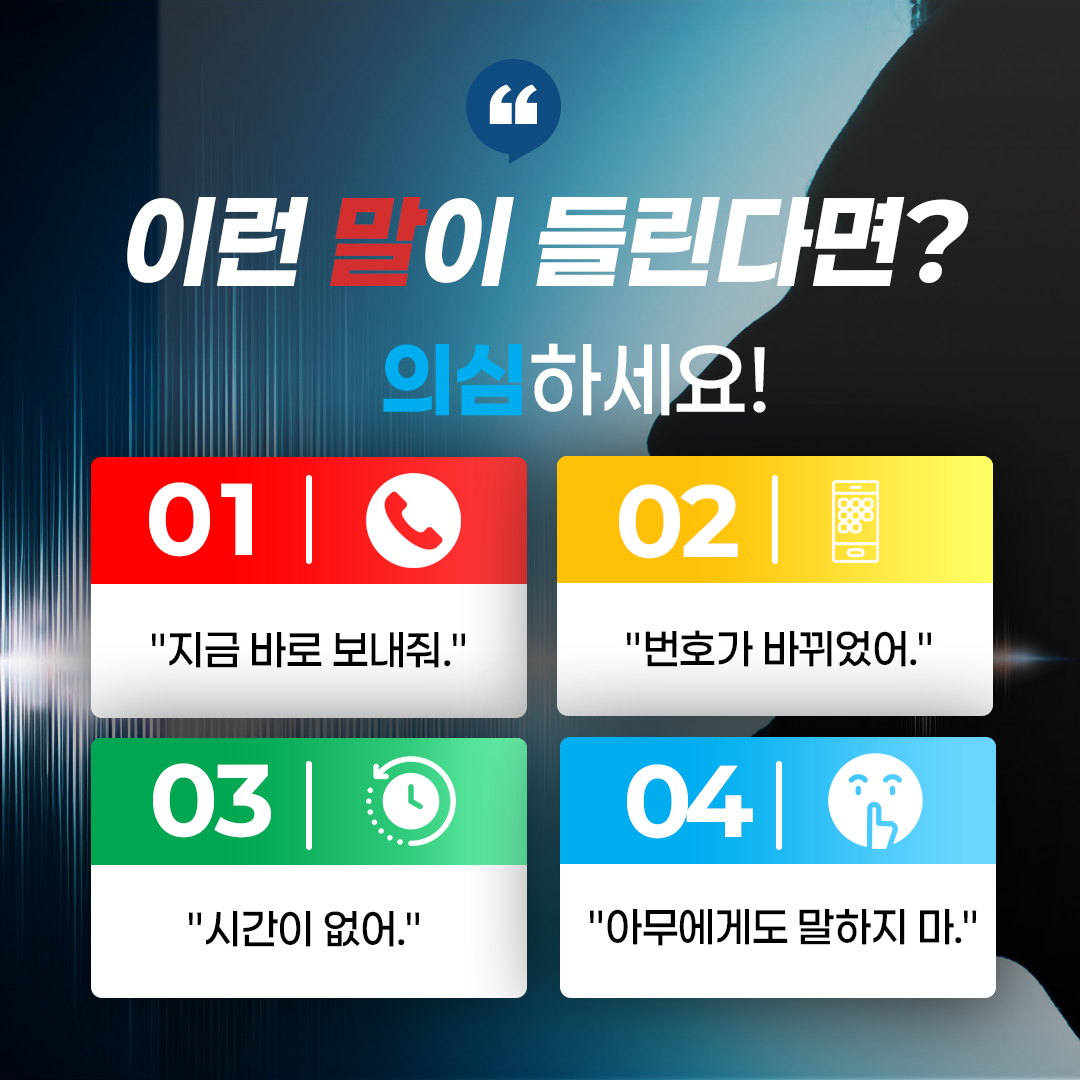 “
이런 말이 들린다면?
의심하세요!
01
"지금 바로 보내줘."
02
"번호가 바뀌었어."
03
"시간이 없어."
04
"아무에게도 말하지 마."